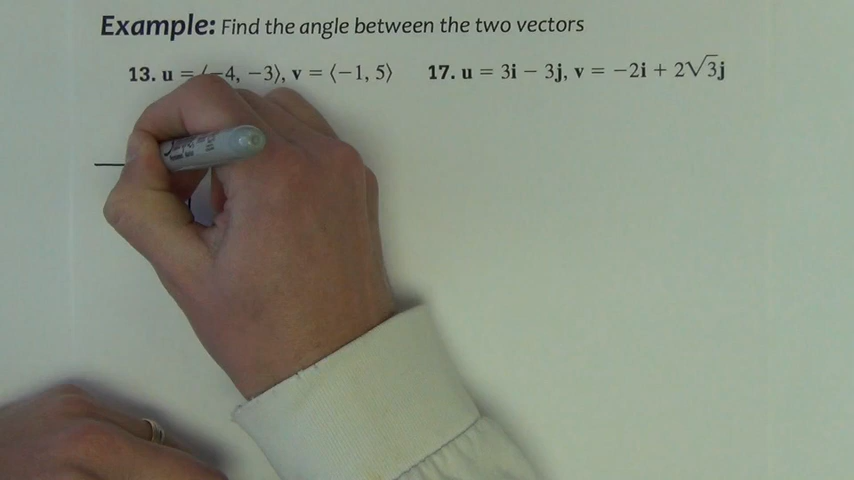 Example: Find the angle between the two vectors
13. u = ⟨−4, −3⟩, v = ⟨−1, 5⟩ 17. u = 3i − 3j, v = −2i + 2√3j